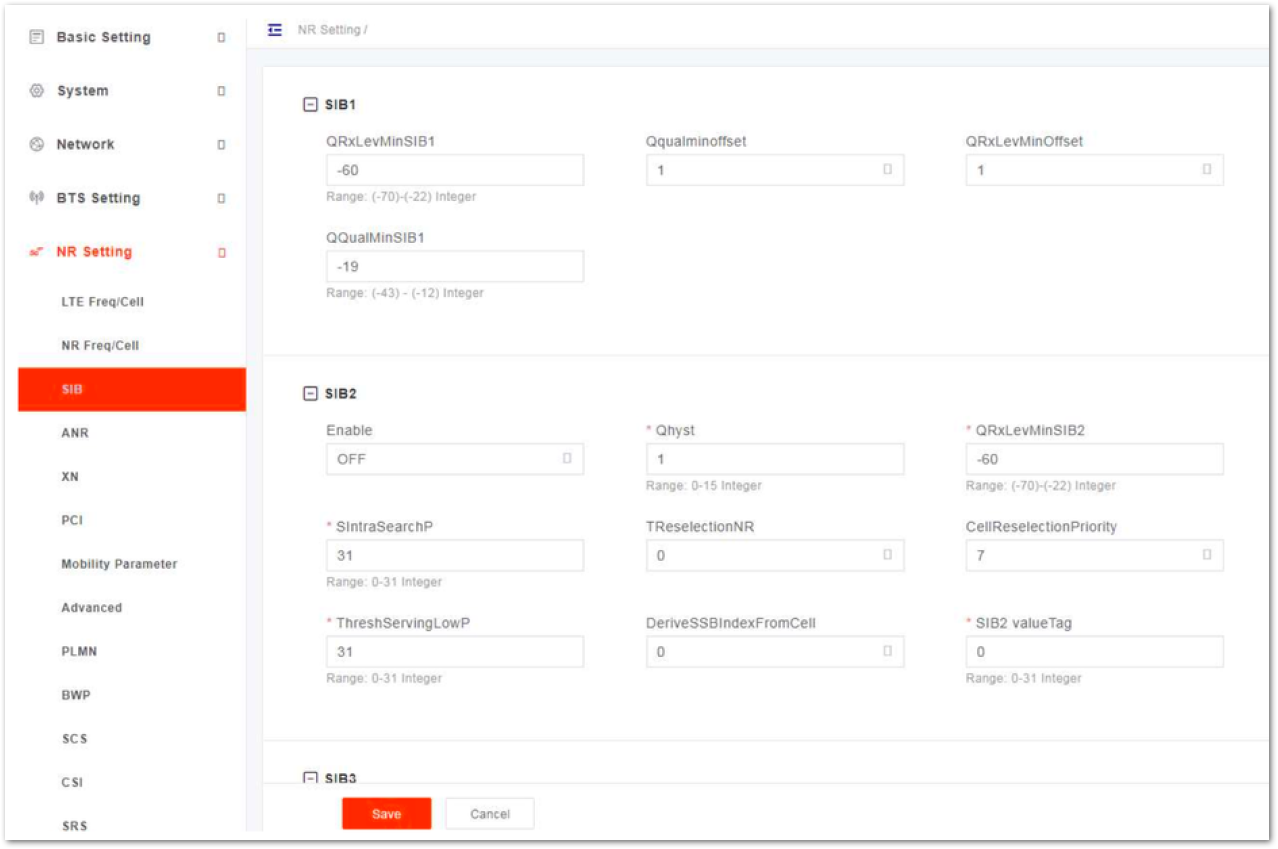 Basic Setting
System
Network
BTS Setting
NR Setting
LTE Freq/Cell
NR Freq/Cell
SIB
ANR
XN
PCI
Mobility Parameter
Advanced
PLMN
BWP
SCS
CSI
SRS
NR Setting /
SIB1
QRxLevMinSIB1 Qqualminoffset QRxLevMinOffset
-60 1 1
Range: (-70)-(-22) Integer
QQualMinSIB1
-19
Range: (-43) - (-12) Integer
SIB2
Enable * Qhyst * QRxLevMinSIB2
OFF 1 -60
Range: 0-15 Integer Range: (-70)-(-22) Integer
* SIntraSearchP TReselectionNR CellReselectionPriority
31 0 7
Range: 0-31 Integer
* ThreshServingLowP DeriveSSBIndexFromCell * SIB2 valueTag
31 0 0
Range: 0-31 Integer Range: 0-31 Integer
SIB3
Save Cancel